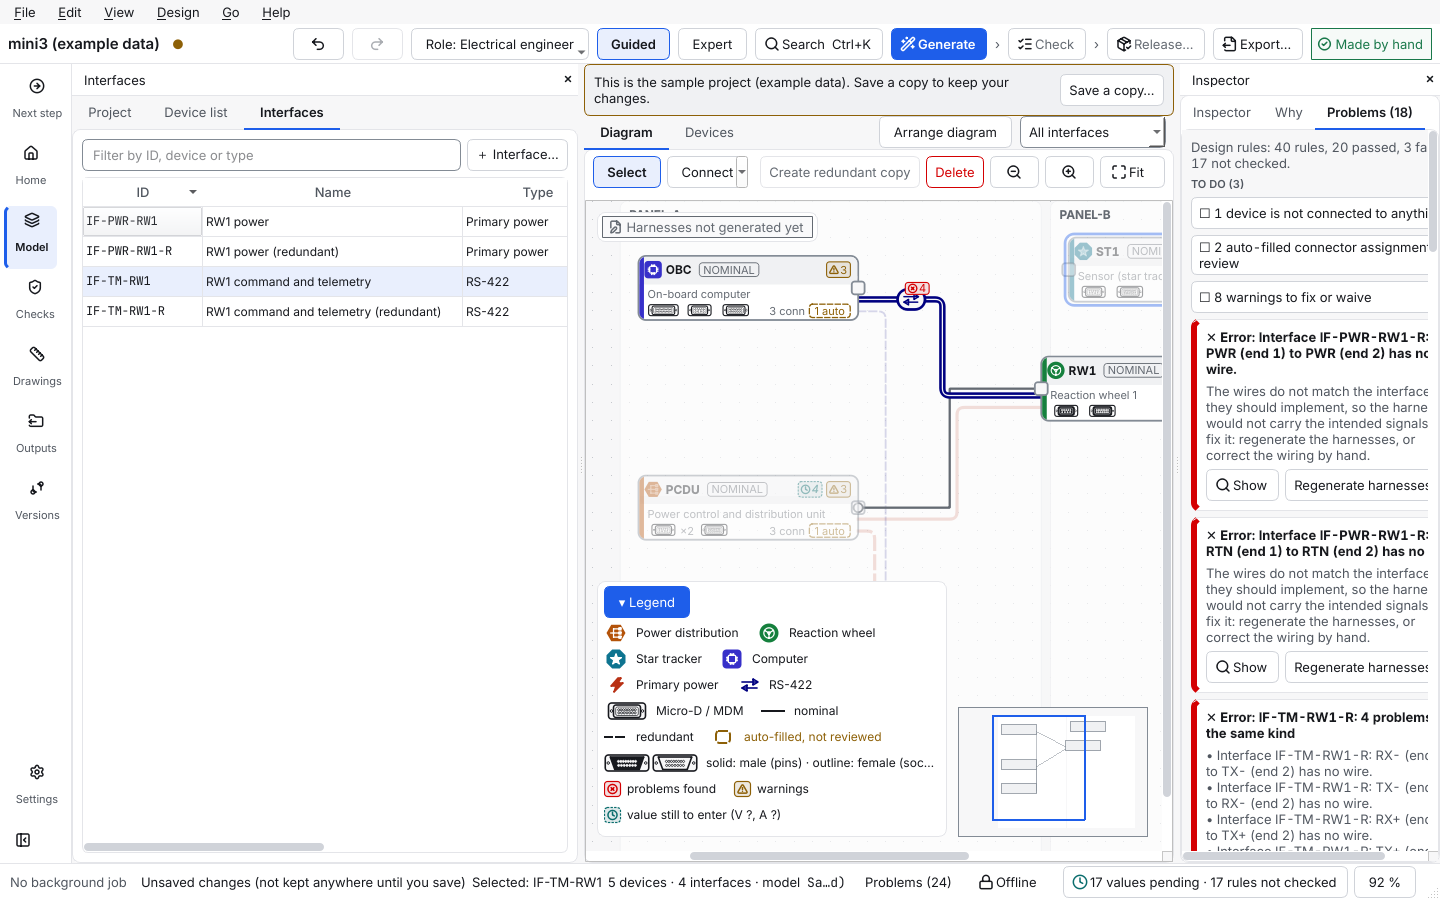 File Edit View Design Go Help
mini3 (example data)
Role: Electrical engineer
Guided
Expert
Search Ctrl+K
Generate
Check
Release...
Export...
Made by hand
Next step
Home
Model
Checks
Drawings
Outputs
Versions
Settings
Interfaces
Project Device list Interfaces
Filter by ID, device or type
+ Interface...
ID Name Type
IF-PWR-RW1 RW1 power Primary power
IF-PWR-RW1-R RW1 power (redundant) Primary power
IF-TM-RW1 RW1 command and telemetry RS-422
IF-TM-RW1-R RW1 command and telemetry (redundant) RS-422
This is the sample project (example data). Save a copy to keep your
changes.
Save a copy...
Diagram Devices
Arrange diagram
All interfaces
Select
Connect
Create redundant copy
Delete
Fit
Harnesses not generated yet
PANEL-B
OBC NOMINAL 3
On-board computer
3 conn 1 auto
4
ST1
Sensor (star trac
RW1 NOMINAL
Reaction wheel 1
PCDU NOMINAL 4 3
Power control and distribution unit
×2 3 conn 1 auto
▾ Legend
Power distribution Reaction wheel
Star tracker Computer
Primary power RS-422
Micro-D / MDM nominal
redundant auto-filled, not reviewed
solid: male (pins) · outline: female (soc...
problems found warnings
value still to enter (V ?, A ?)
Inspector
Inspector Why Problems (18)
Design rules: 40 rules, 20 passed, 3 fa
17 not checked.
TO DO (3)
☐ 1 device is not connected to anythi
☐ 2 auto-filled connector assignment
review
☐ 8 warnings to fix or waive
✕ Error: Interface IF-PWR-RW1-R:
PWR (end 1) to PWR (end 2) has no
wire.
The wires do not match the interface
they should implement, so the harne
would not carry the intended signals
fix it: regenerate the harnesses, or
correct the wiring by hand.
Show
Regenerate harnesses
✕ Error: Interface IF-PWR-RW1-R:
RTN (end 1) to RTN (end 2) has no
The wires do not match the interface
they should implement, so the harne
would not carry the intended signals
fix it: regenerate the harnesses, or
correct the wiring by hand.
Show
Regenerate harnesses
✕ Error: IF-TM-RW1-R: 4 problems
the same kind
• Interface IF-TM-RW1-R: RX- (end
to TX- (end 2) has no wire.
• Interface IF-TM-RW1-R: TX- (end
to RX- (end 2) has no wire.
• Interface IF-TM-RW1-R: RX+ (end
to TX+ (end 2) has no wire.
• Interface IF-TM-RW1-R: TX+ (end
No background job
Unsaved changes (not kept anywhere until you save)
Selected: IF-TM-RW1
5 devices · 4 interfaces · model Sa…d)
Problems (24)
Offline
17 values pending · 17 rules not checked
92 %